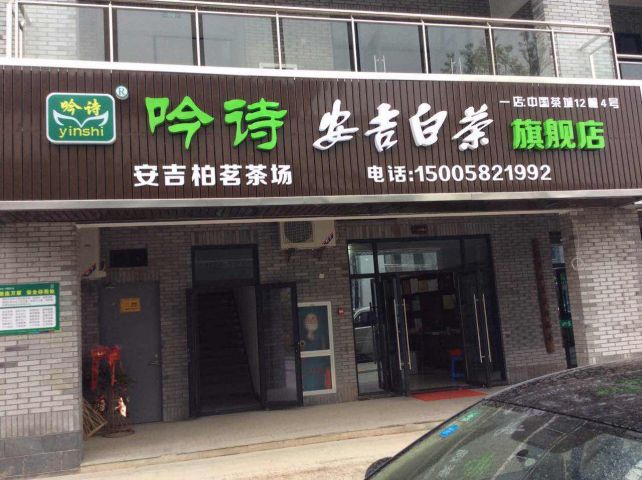 吟诗
yinshi
®
吟诗 安吉白茶 旗舰店
一店:中国茶城12幢4号
安吉柏茗茶场
电话:15005821992